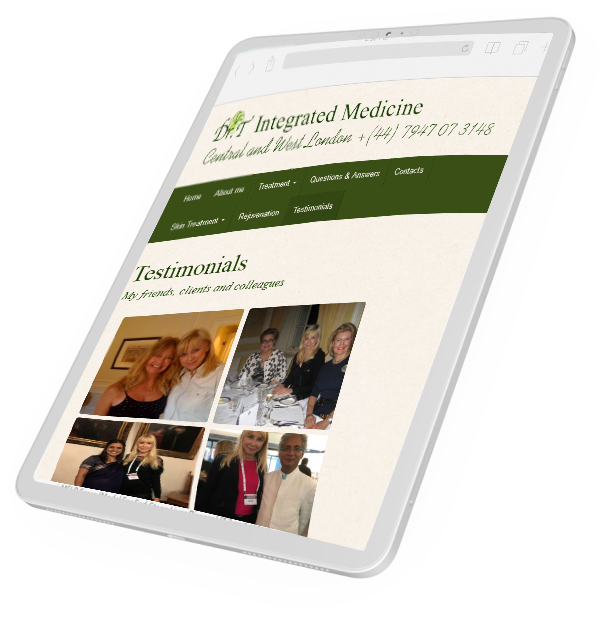 Dr.T Integrated Medicine
Central and West London +(44) 7947 07 3148
Home About me Treatment Questions & Answers Contacts
Skin Treatment Rejuvenation Testimonials
Testimonials
My friends, clients and colleagues